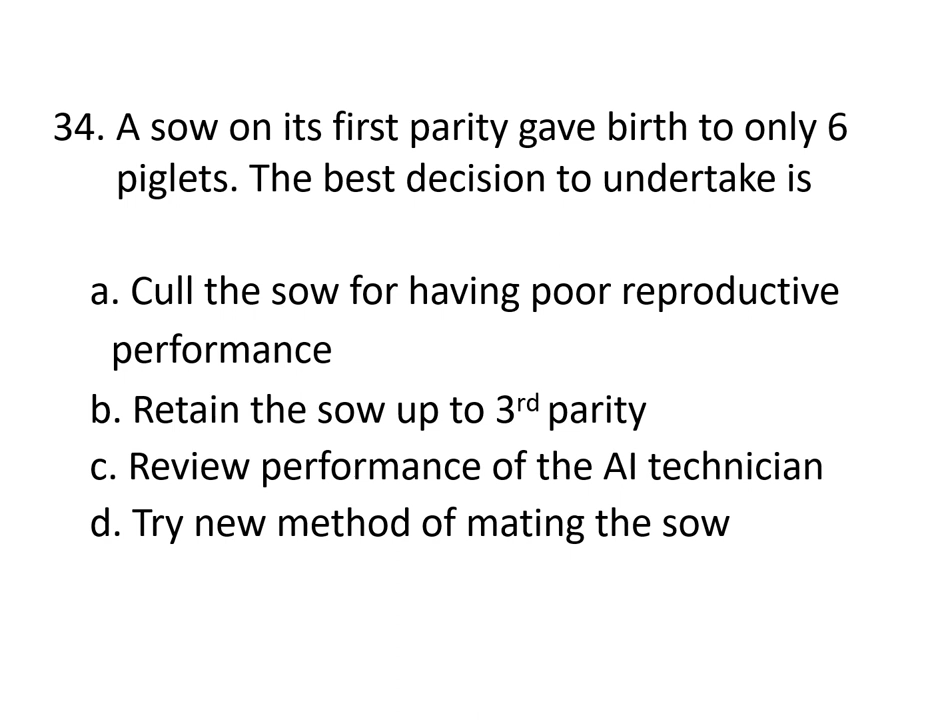 34. A sow on its first parity gave birth to only 6
piglets. The best decision to undertake is
a. Cull the sow for having poor reproductive
performance
b. Retain the sow up to 3rd parity
c. Review performance of the AI technician
d. Try new method of mating the sow